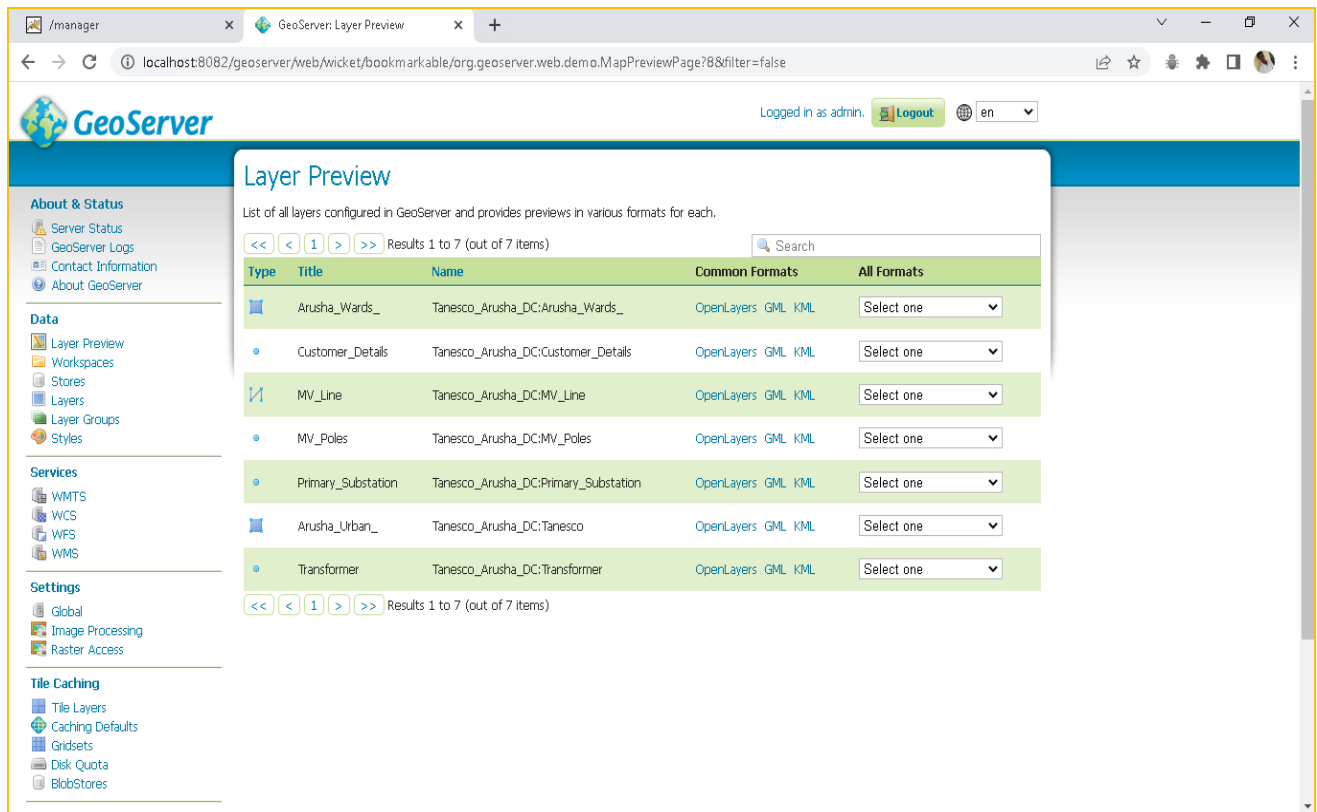 /manager
GeoServer: Layer Preview
localhost:8082/geoserver/web/wicket/bookmarkable/org.geoserver.web.demo.MapPreviewPage?8&filter=false
GeoServer
Logged in as admin. Logout en
About & Status
Server Status
GeoServer Logs
Contact Information
About GeoServer
Data
Layer Preview
Workspaces
Stores
Layers
Layer Groups
Styles
Services
WMTS
WCS
WFS
WMS
Settings
Global
Image Processing
Raster Access
Tile Caching
Tile Layers
Caching Defaults
Gridsets
Disk Quota
BlobStores
Layer Preview
List of all layers configured in GeoServer and provides previews in various formats for each.
<< < 1 > >> Results 1 to 7 (out of 7 items) Search
Type Title Name Common Formats All Formats
Arusha_Wards_ Tanesco_Arusha_DC:Arusha_Wards_ OpenLayers GML KML Select one
Customer_Details Tanesco_Arusha_DC:Customer_Details OpenLayers GML KML Select one
MV_Line Tanesco_Arusha_DC:MV_Line OpenLayers GML KML Select one
MV_Poles Tanesco_Arusha_DC:MV_Poles OpenLayers GML KML Select one
Primary_Substation Tanesco_Arusha_DC:Primary_Substation OpenLayers GML KML Select one
Arusha_Urban_ Tanesco_Arusha_DC:Tanesco OpenLayers GML KML Select one
Transformer Tanesco_Arusha_DC:Transformer OpenLayers GML KML Select one
<< < 1 > >> Results 1 to 7 (out of 7 items)